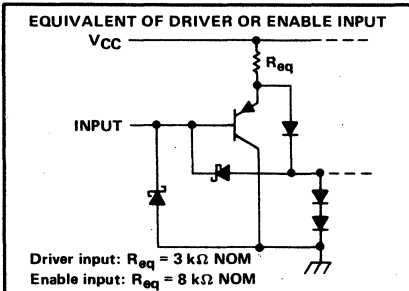 EQUIVALENT OF DRIVER OR ENABLE INPUT
VCC
Req
INPUT
Driver input: Req = 3 kΩ NOM
Enable input: Req = 8 kΩ NOM